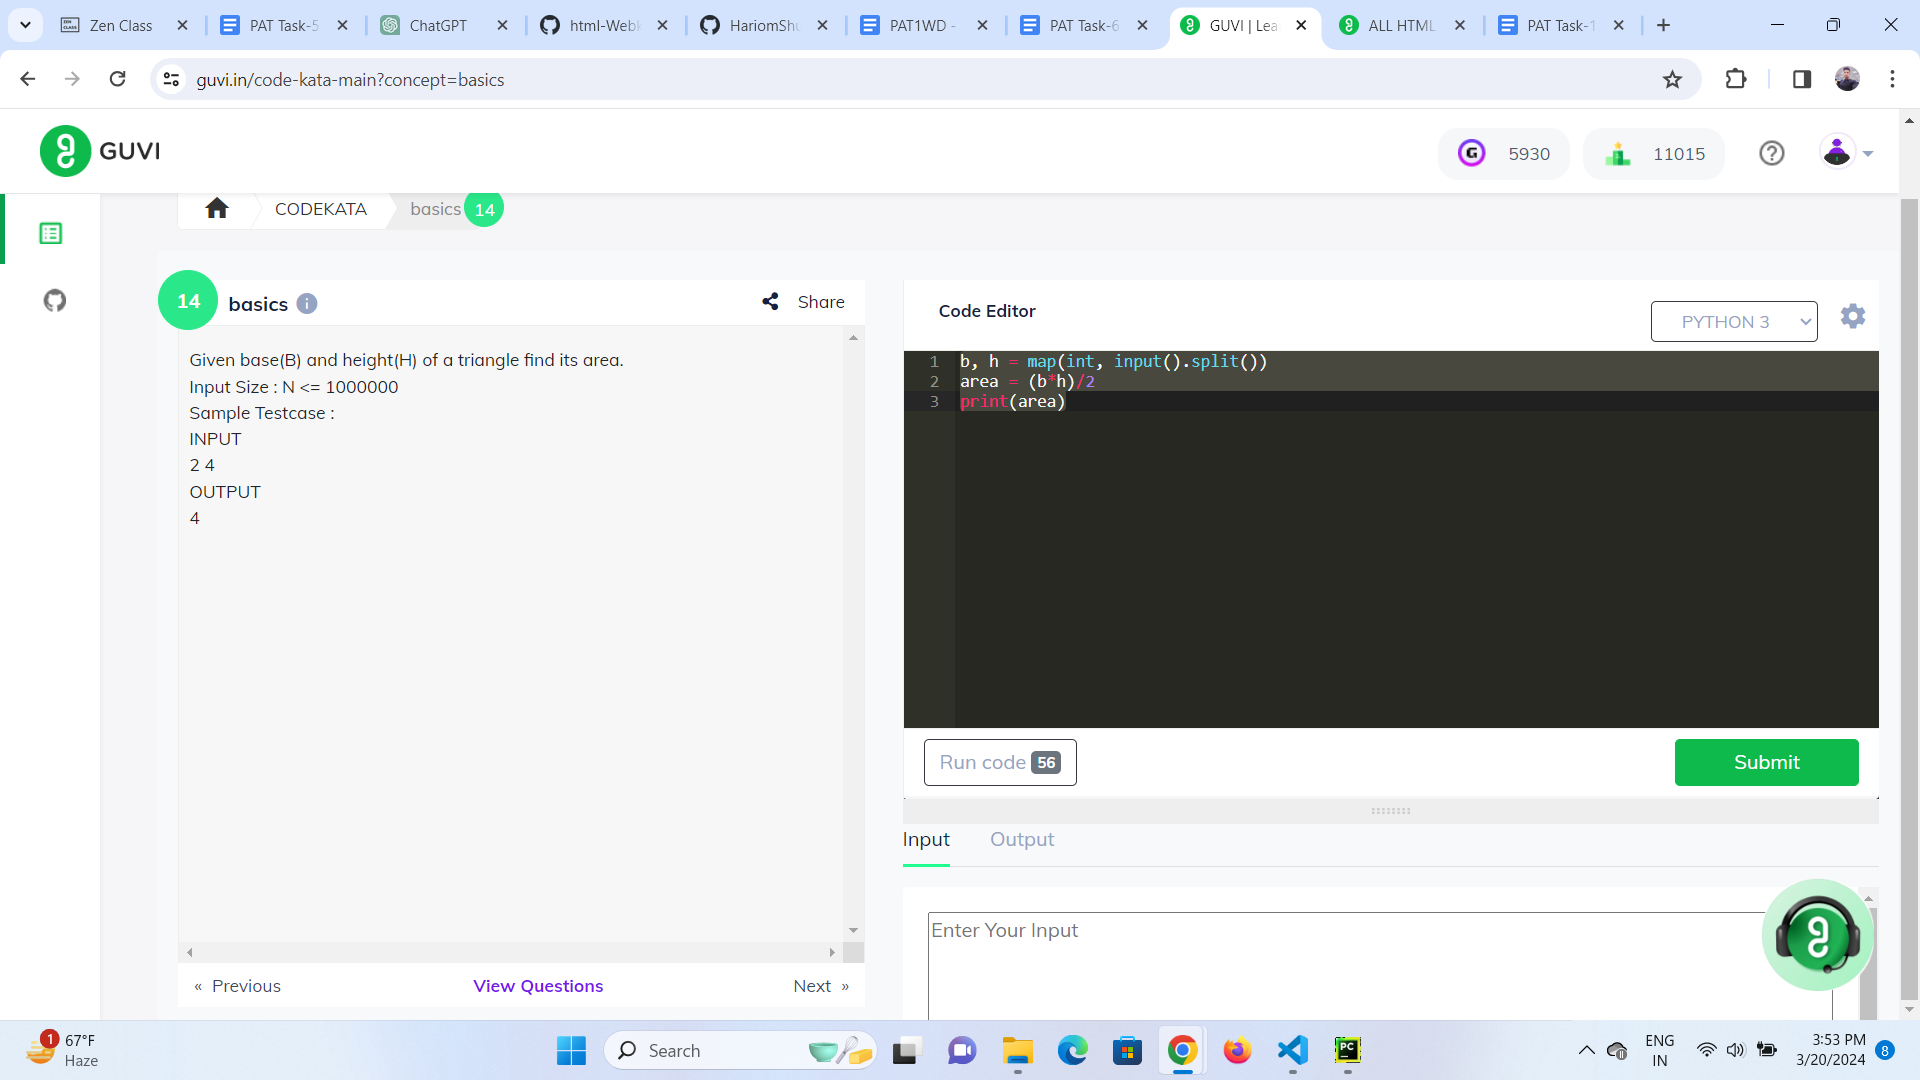 Zen Class
PAT Task-5
ChatGPT
html-Webk
HariomShu
PAT1WD -
PAT Task-6
GUVI | Lea
ALL HTML
PAT Task-1
guvi.in/code-kata-main?concept=basics
GUVI
5930
11015
CODEKATA
basics 14
14
basics
Share
Given base(B) and height(H) of a triangle find its area.
Input Size : N <= 1000000
Sample Testcase :
INPUT
2 4
OUTPUT
4
« Previous
View Questions
Next »
Code Editor
PYTHON 3
1 b, h = map(int, input().split())
2 area = (b*h)/2
3 print(area)
Run code 56
Submit
Input
Output
Enter Your Input
1
67°F
Haze
Search
PC
ENG
IN
3:53 PM
3/20/2024
8